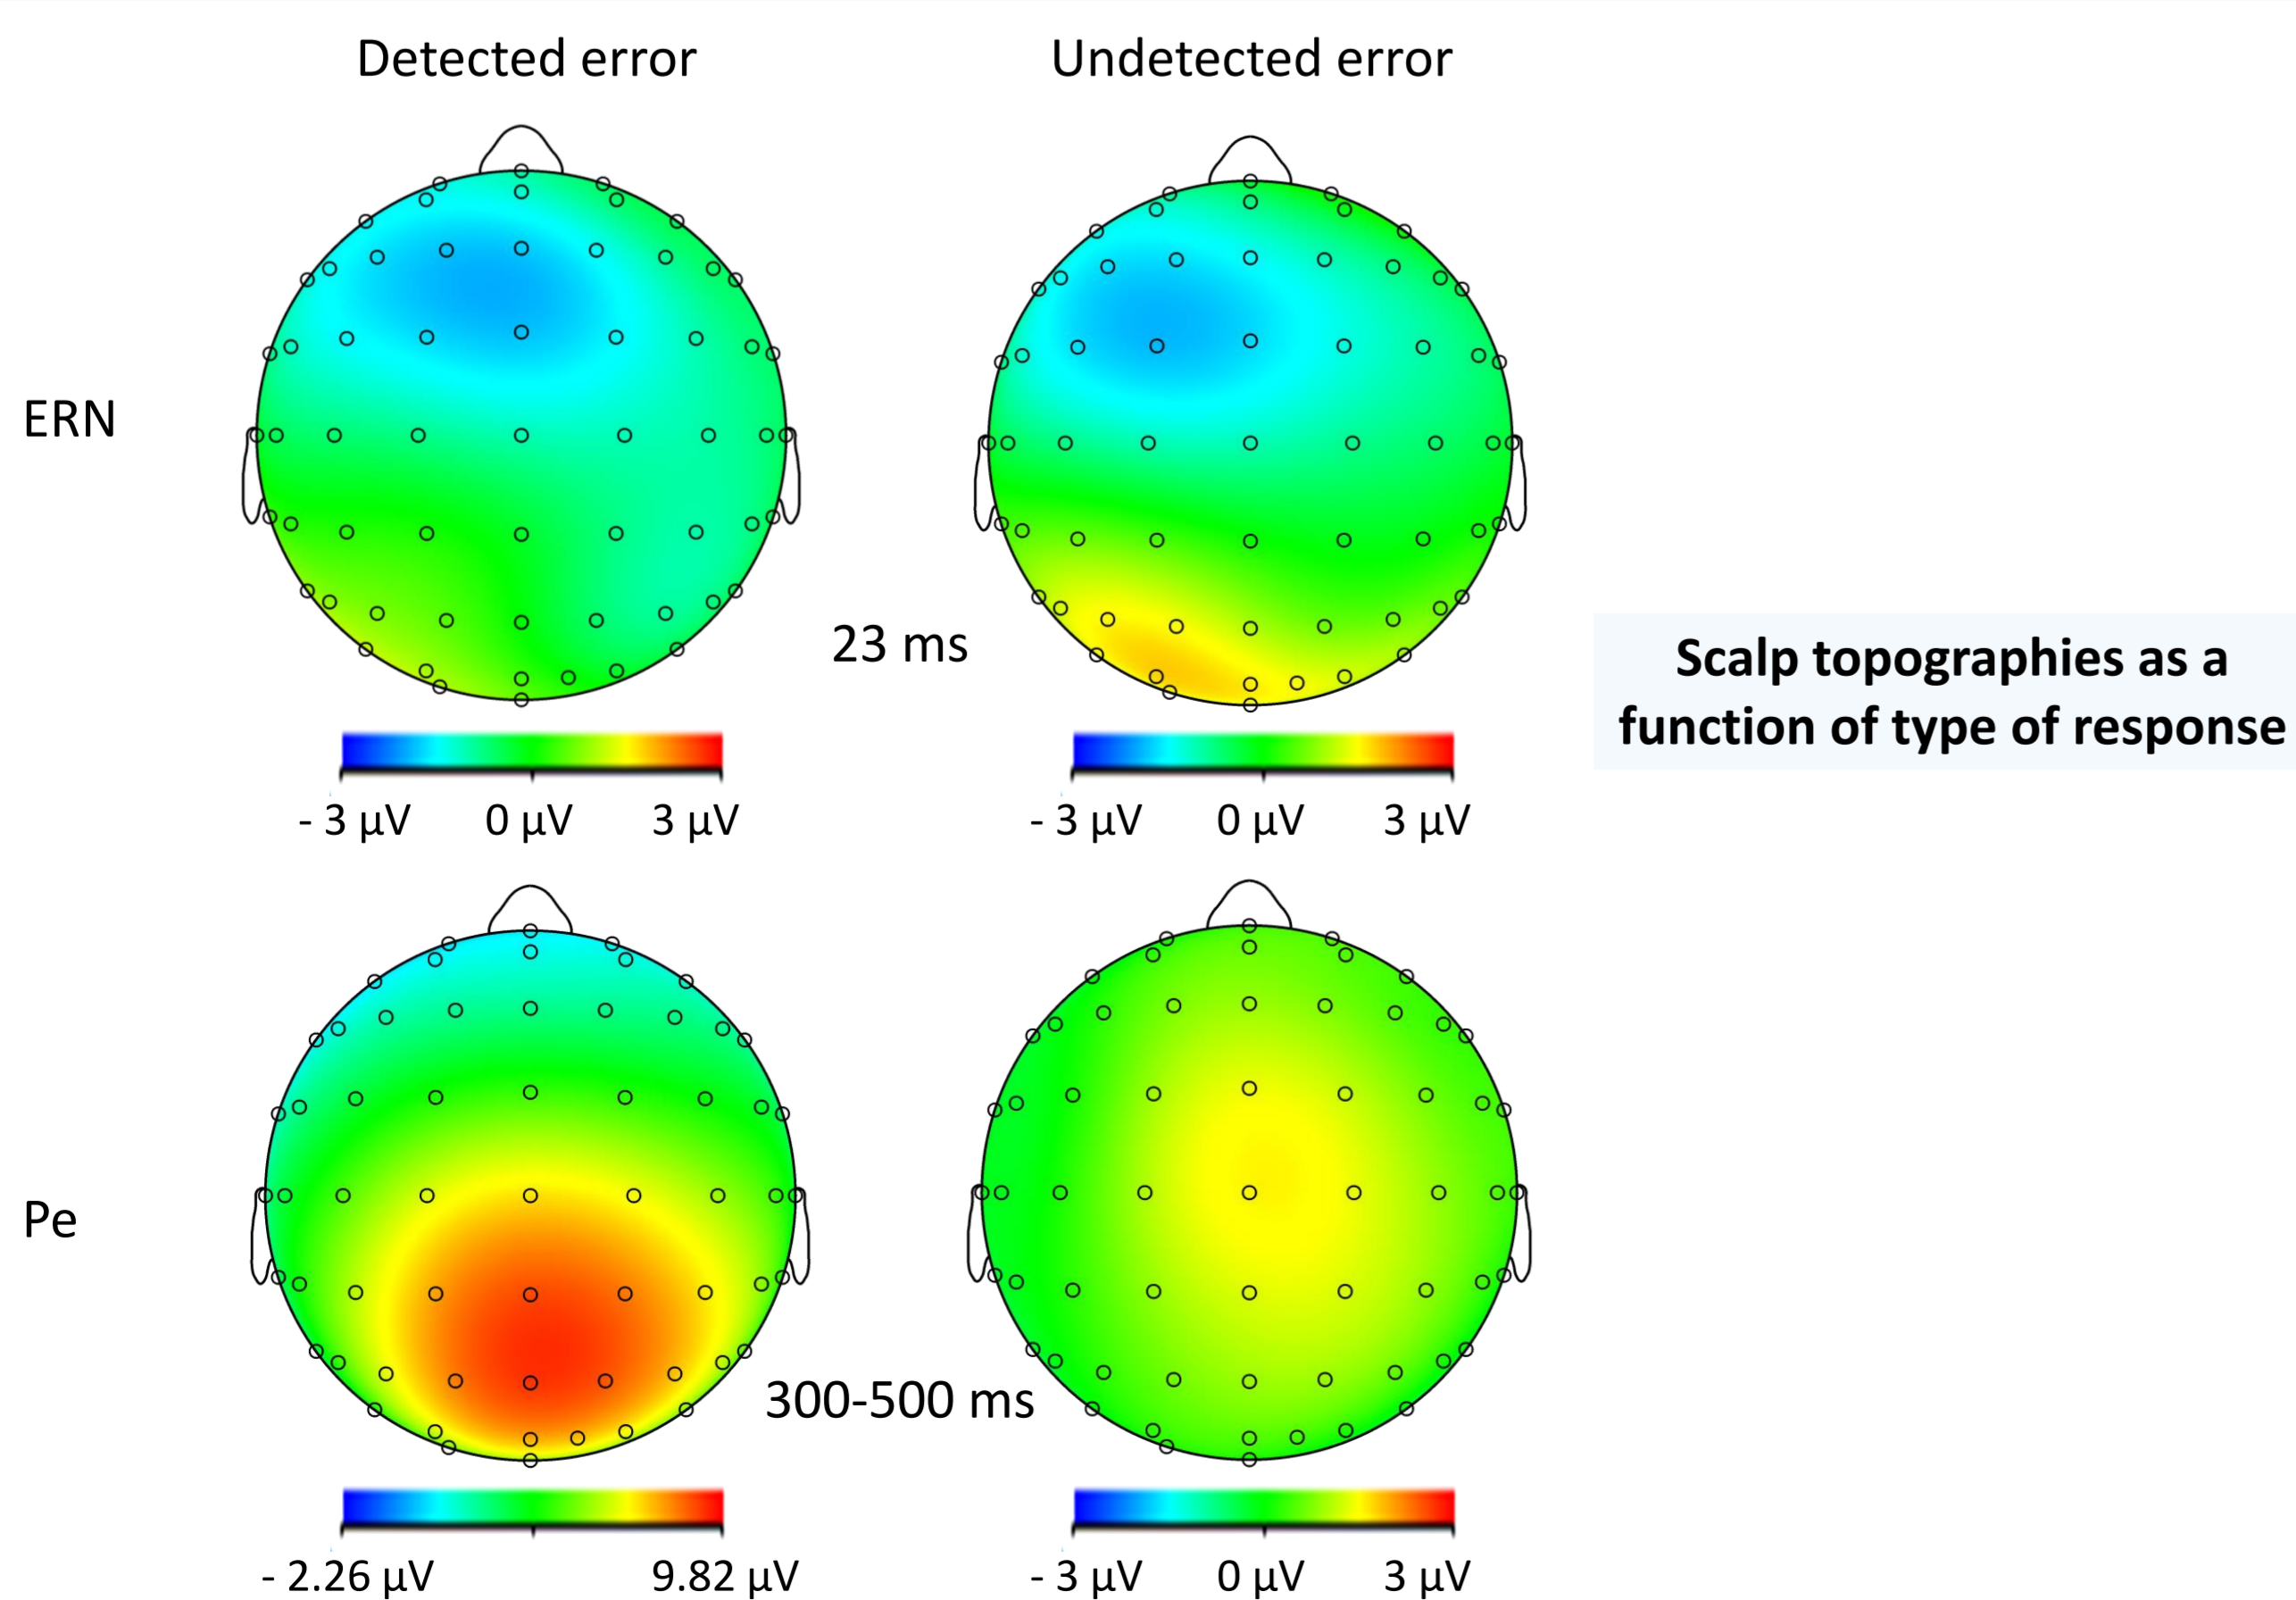 Detected error
Undetected error
ERN
23 ms
Scalp topographies as a
function of type of response
- 3 µV 0 µV 3 µV
- 3 µV 0 µV 3 µV
Pe
300-500 ms
- 2.26 µV 9.82 µV
- 3 µV 0 µV 3 µV